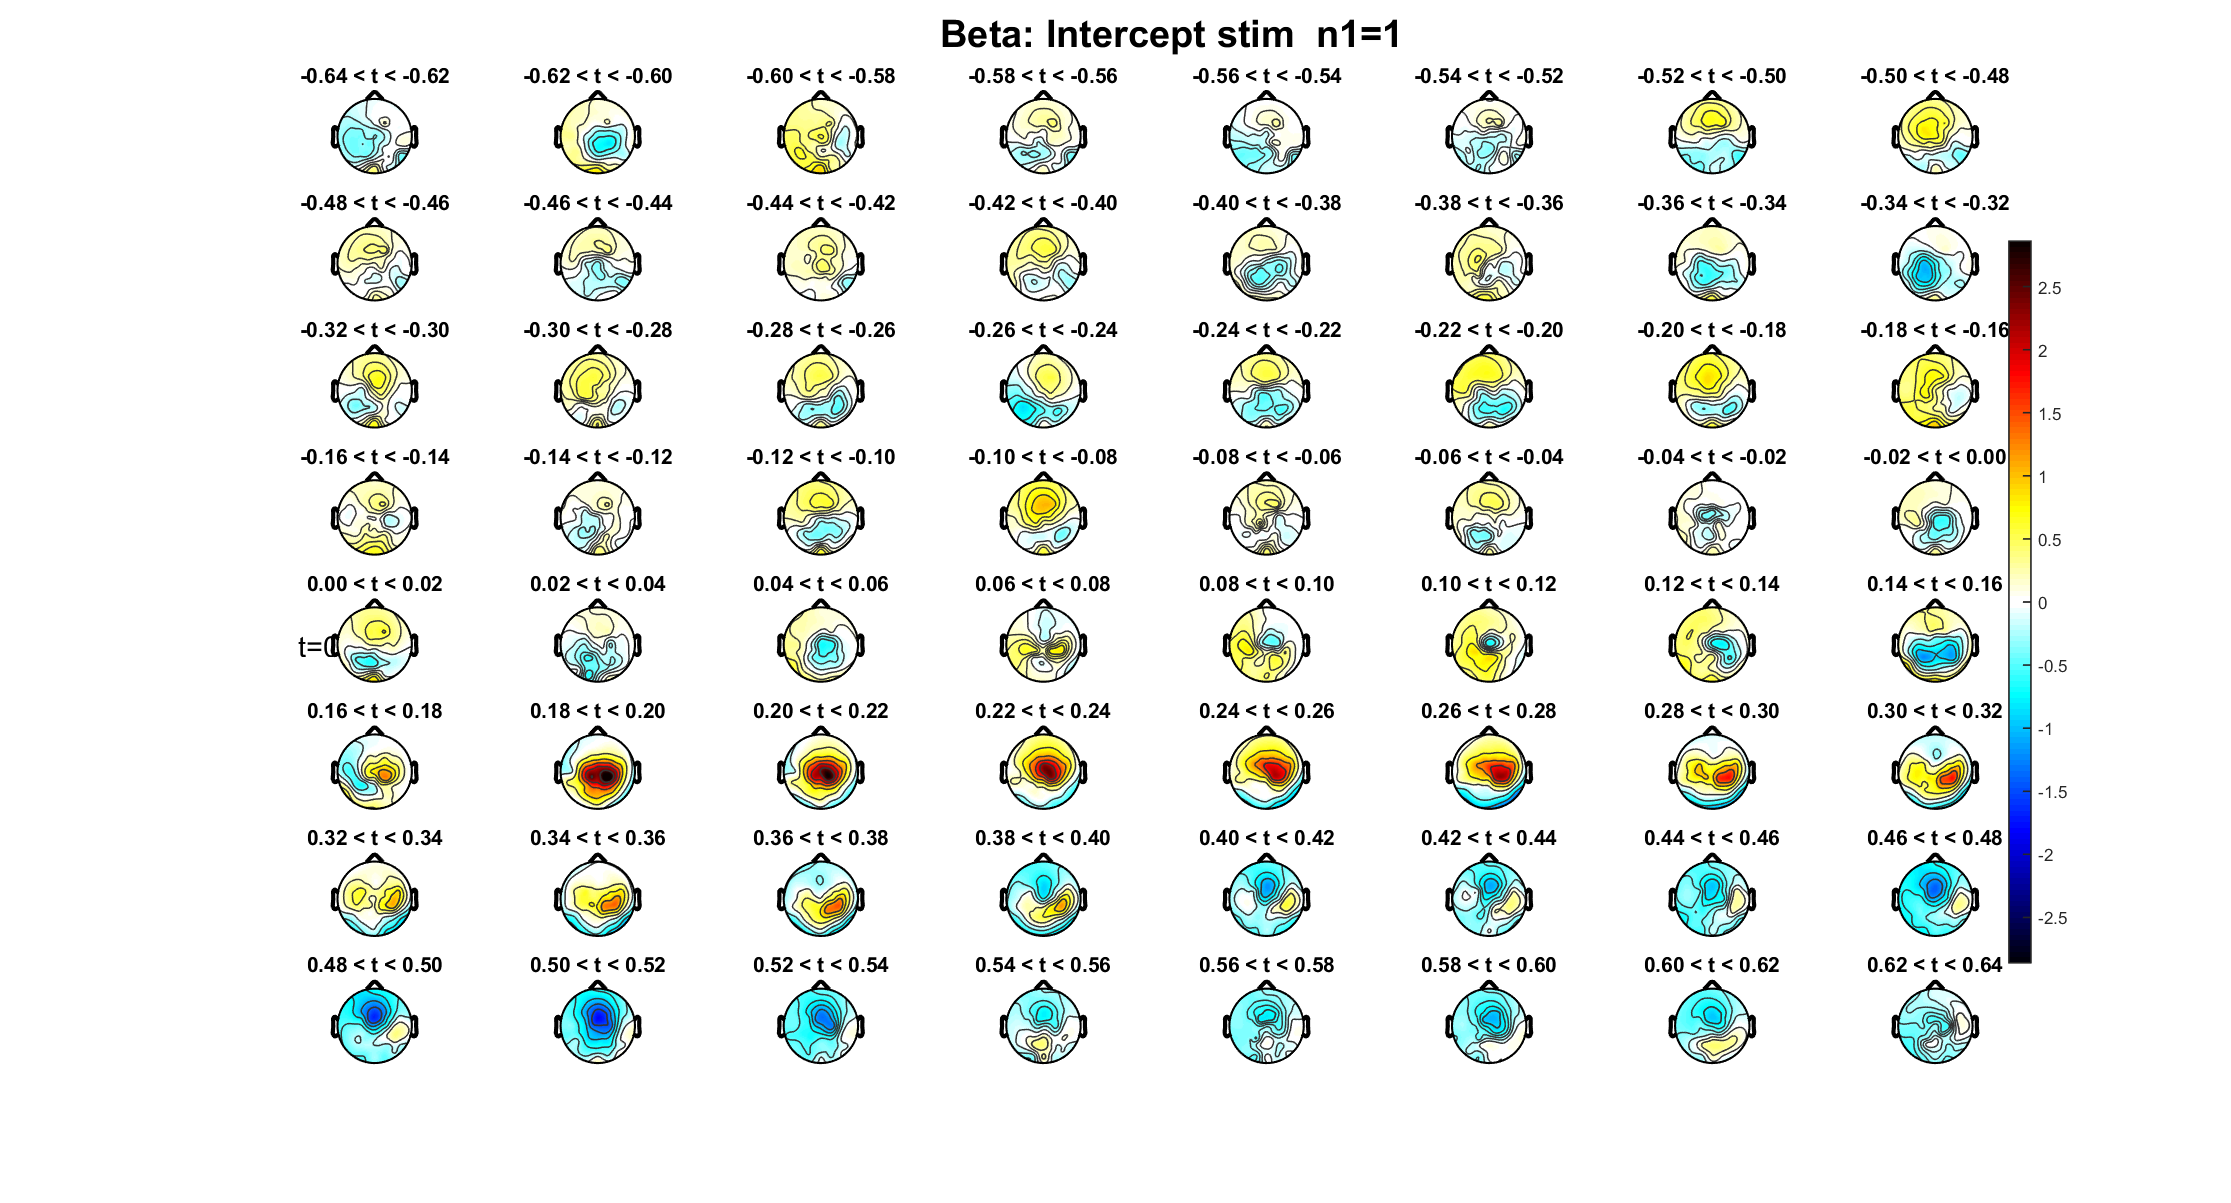 Beta: Intercept stim  n1=1
-0.64 < t < -0.62 -0.62 < t < -0.60 -0.60 < t < -0.58 -0.58 < t < -0.56 -0.56 < t < -0.54 -0.54 < t < -0.52 -0.52 < t < -0.50 -0.50 < t < -0.48
-0.48 < t < -0.46 -0.46 < t < -0.44 -0.44 < t < -0.42 -0.42 < t < -0.40 -0.40 < t < -0.38 -0.38 < t < -0.36 -0.36 < t < -0.34 -0.34 < t < -0.32
-0.32 < t < -0.30 -0.30 < t < -0.28 -0.28 < t < -0.26 -0.26 < t < -0.24 -0.24 < t < -0.22 -0.22 < t < -0.20 -0.20 < t < -0.18 -0.18 < t < -0.16
-0.16 < t < -0.14 -0.14 < t < -0.12 -0.12 < t < -0.10 -0.10 < t < -0.08 -0.08 < t < -0.06 -0.06 < t < -0.04 -0.04 < t < -0.02 -0.02 < t < 0.00
0.00 < t < 0.02 0.02 < t < 0.04 0.04 < t < 0.06 0.06 < t < 0.08 0.08 < t < 0.10 0.10 < t < 0.12 0.12 < t < 0.14 0.14 < t < 0.16
t=0
0.16 < t < 0.18 0.18 < t < 0.20 0.20 < t < 0.22 0.22 < t < 0.24 0.24 < t < 0.26 0.26 < t < 0.28 0.28 < t < 0.30 0.30 < t < 0.32
0.32 < t < 0.34 0.34 < t < 0.36 0.36 < t < 0.38 0.38 < t < 0.40 0.40 < t < 0.42 0.42 < t < 0.44 0.44 < t < 0.46 0.46 < t < 0.48
0.48 < t < 0.50 0.50 < t < 0.52 0.52 < t < 0.54 0.54 < t < 0.56 0.56 < t < 0.58 0.58 < t < 0.60 0.60 < t < 0.62 0.62 < t < 0.64
2.5
2
1.5
1
0.5
0
-0.5
-1
-1.5
-2
-2.5